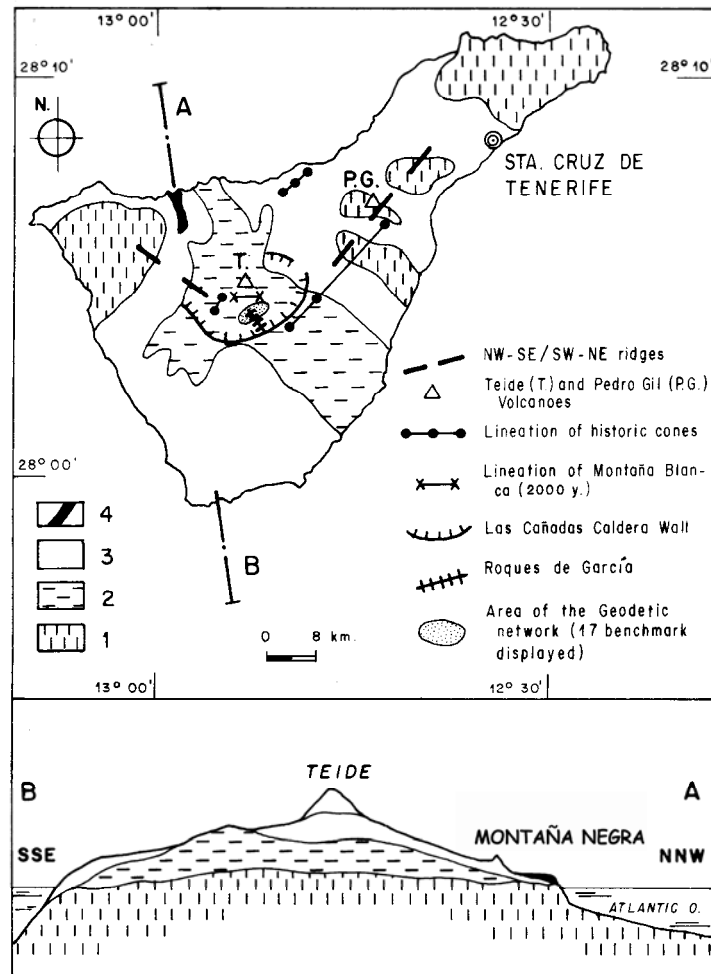 13° 00'
12° 30'
28° 10'
28° 10'
A
N.
STA. CRUZ DE
TENERIFE
P.G.
T.
NW-SE/SW-NE ridges
Teide (T) and Pedro Gil (P.G.)
Volcanoes
Lineation of historic cones
28° 00'
Lineation of Montaña Blan-
ca (2000 y.)
4
Las Cañadas Caldera Wall
3
B
Roques de García
2
Area of the Geodetic
network (17 benchmark
displayed)
1
0 8 km.
13° 00'
12° 30'
B
TEIDE
A
MONTAÑA NEGRA
SSE
NNW
ATLANTIC O.